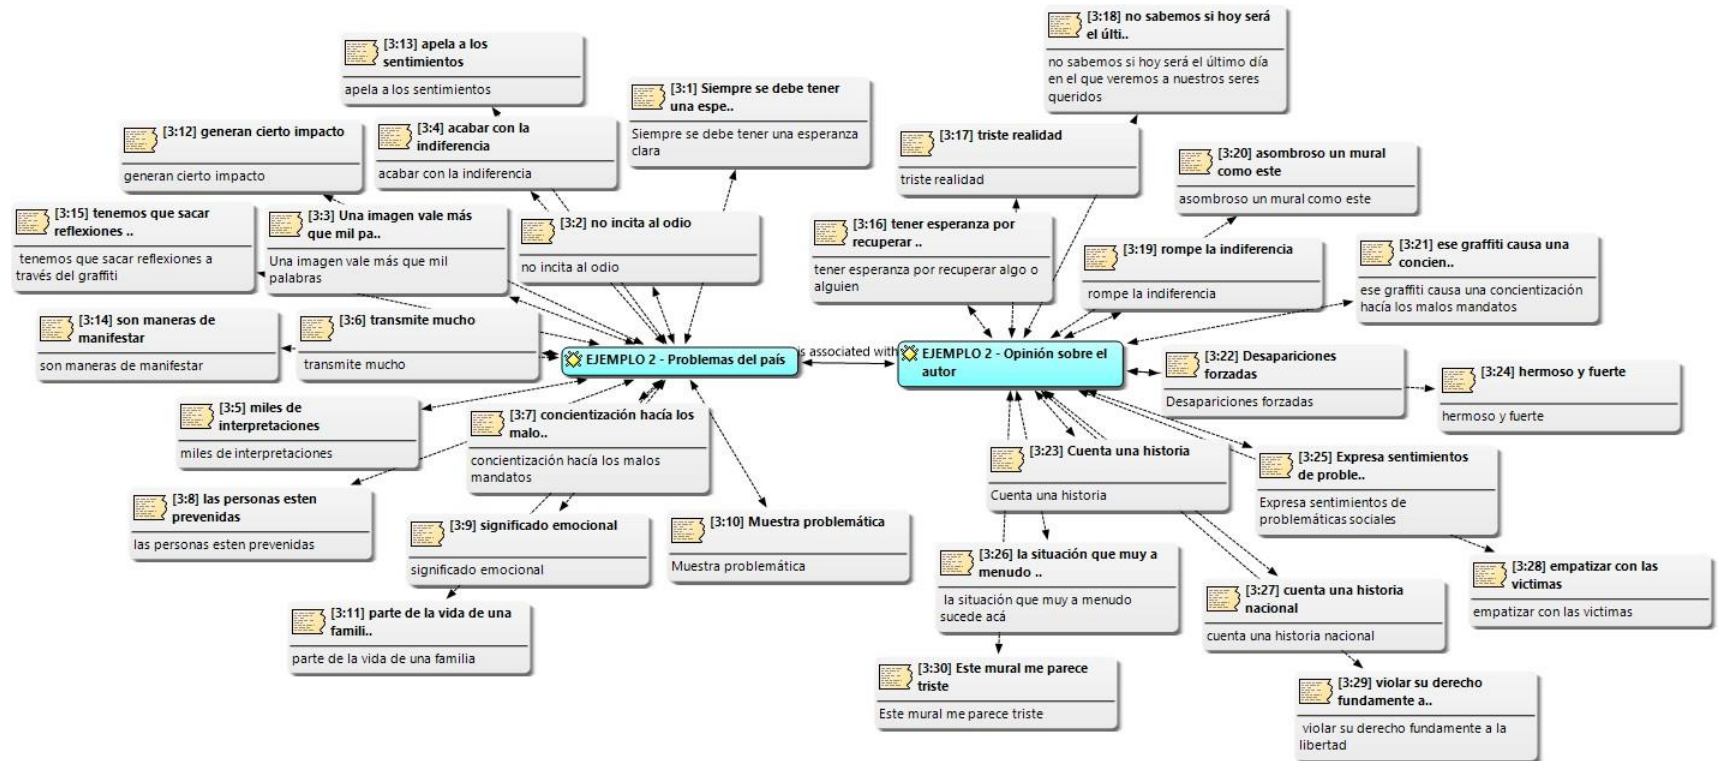 [3:18] no sabemos si hoy será
el últi..
no sabemos si hoy será el último día
en el que veremos a nuestros seres
queridos
[3:13] apela a los
sentimientos
apela a los sentimientos
[3:1] Siempre se debe tener
una espe..
Siempre se debe tener una esperanza
clara
[3:12] generan cierto impacto
generan cierto impacto
[3:4] acabar con la
indiferencia
acabar con la indiferencia
[3:17] triste realidad
triste realidad
[3:20] asombroso un mural
como este
asombroso un mural como este
[3:15] tenemos que sacar
reflexiones ..
tenemos que sacar reflexiones a
través del graffiti
[3:3] Una imagen vale más
que mil pa..
Una imagen vale más que mil
palabras
[3:2] no incita al odio
no incita al odio
[3:16] tener esperanza por
recuperar ..
tener esperanza por recuperar algo o
alguien
[3:19] rompe la indiferencia
rompe la indiferencia
[3:21] ese graffiti causa una
concien..
ese graffiti causa una concientización
hacía los malos mandatos
[3:14] son maneras de
manifestar
son maneras de manifestar
[3:6] transmite mucho
transmite mucho
EJEMPLO 2 - Problemas del país
is associated with
EJEMPLO 2 - Opinión sobre el
autor
[3:22] Desapariciones
forzadas
Desapariciones forzadas
[3:24] hermoso y fuerte
hermoso y fuerte
[3:5] miles de
interpretaciones
miles de interpretaciones
[3:7] concientización hacía los
malo..
concientización hacía los malos
mandatos
[3:23] Cuenta una historia
Cuenta una historia
[3:25] Expresa sentimientos
de proble..
Expresa sentimientos de
problemáticas sociales
[3:8] las personas esten
prevenidas
las personas esten prevenidas
[3:9] significado emocional
significado emocional
[3:10] Muestra problemática
Muestra problemática
[3:26] la situación que muy a
menudo ..
la situación que muy a menudo
sucede acá
[3:28] empatizar con las
victimas
empatizar con las victimas
[3:27] cuenta una historia
nacional
cuenta una historia nacional
[3:11] parte de la vida de una
famili..
parte de la vida de una familia
[3:30] Este mural me parece
triste
Este mural me parece triste
[3:29] violar su derecho
fundamente a..
violar su derecho fundamente a la
libertad